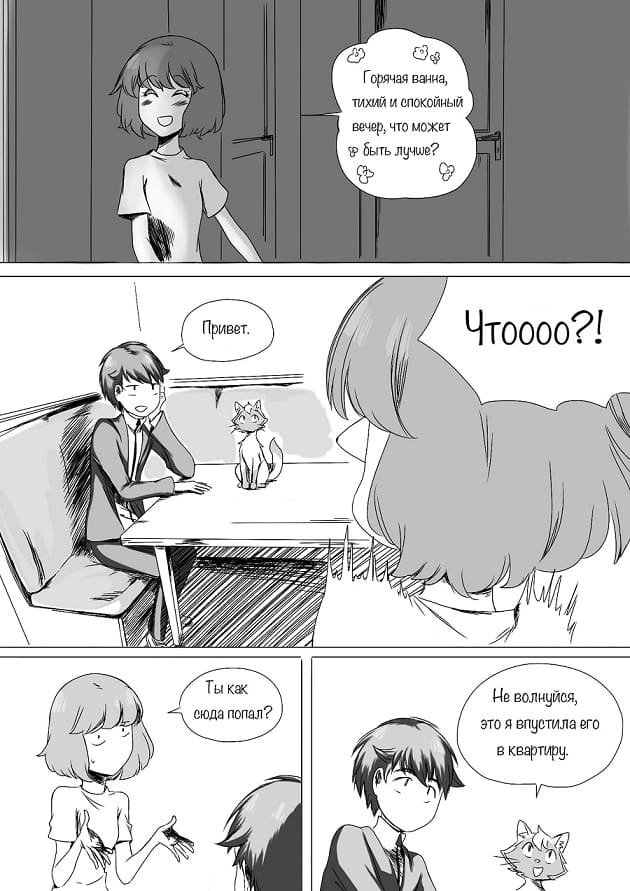 Горячая ванна,
тихий и спокойный
вечер, что может
быть лучше?
Привет.
Чтоооо?!
Ты как
сюда попал?
Не волнуйся,
это я впустила его
в квартиру.